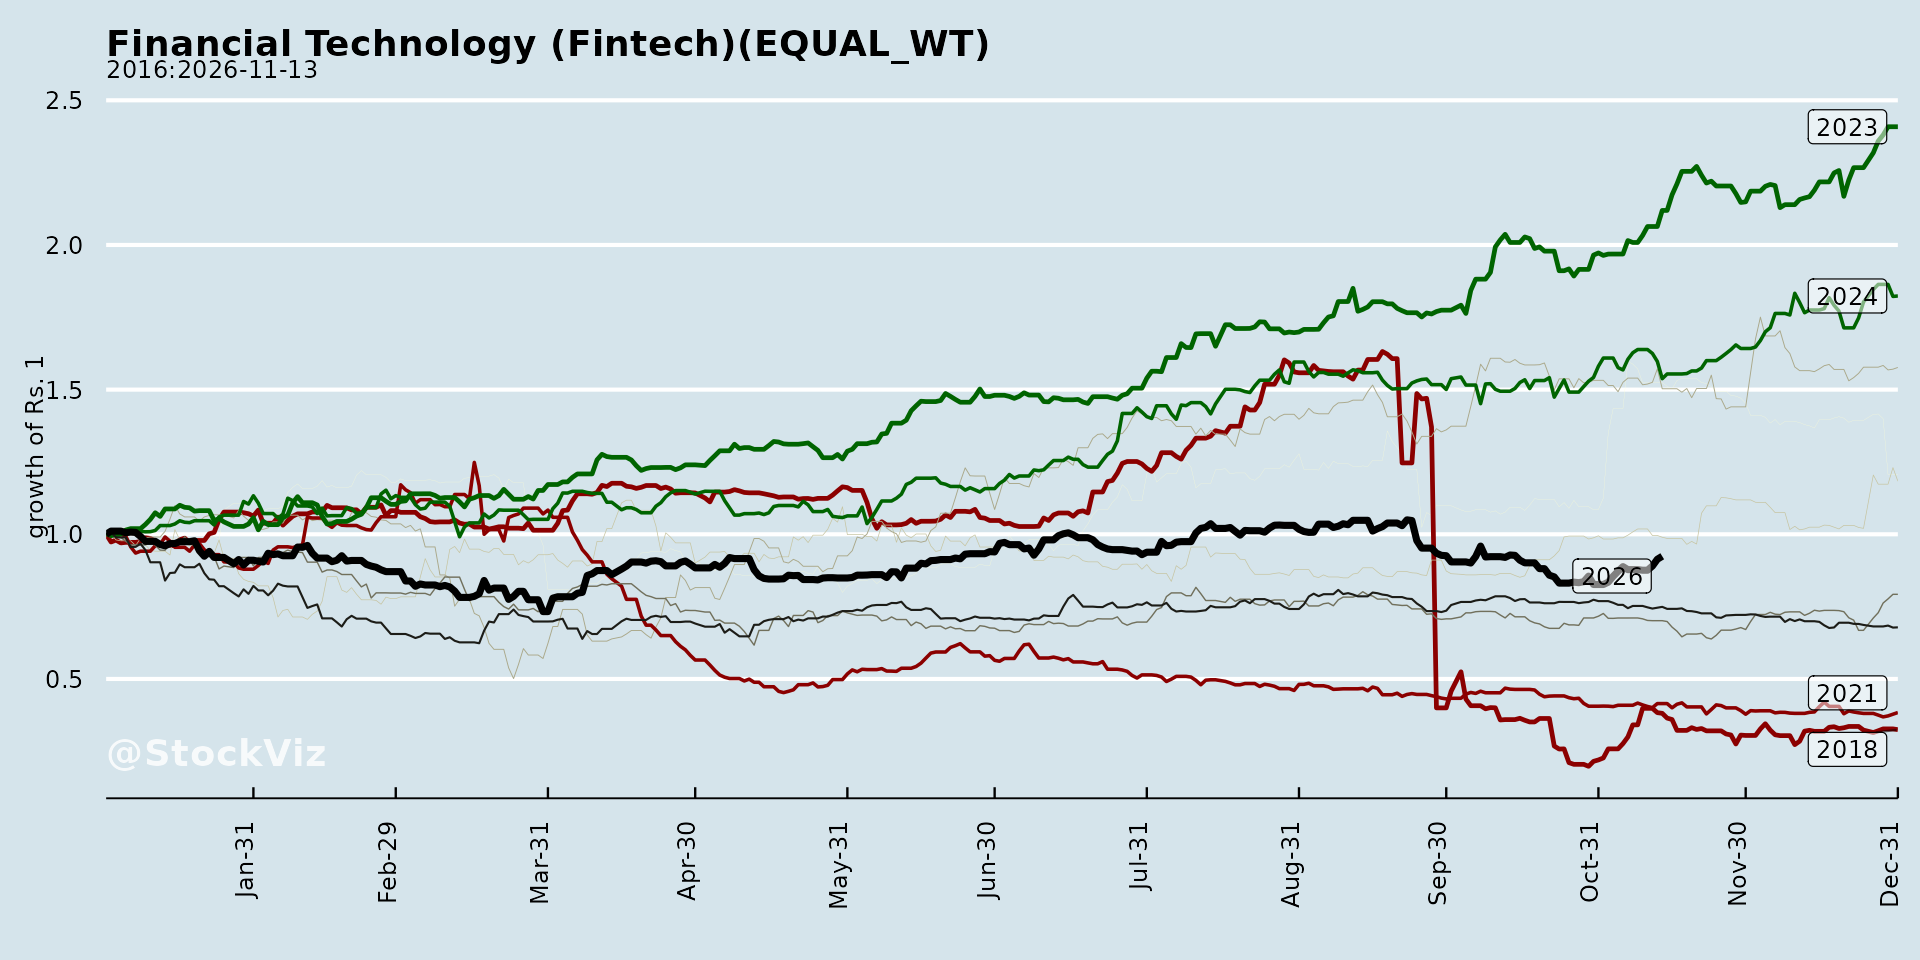 Financial Technology (Fintech)(EQUAL_WT)
2016:2026-11-13
growth of Rs. 1
2.5
2.0
1.5
1.0
0.5
2023
2024
2026
2021
2018
@StockViz
Jan-31
Feb-29
Mar-31
Apr-30
May-31
Jun-30
Jul-31
Aug-31
Sep-30
Oct-31
Nov-30
Dec-31